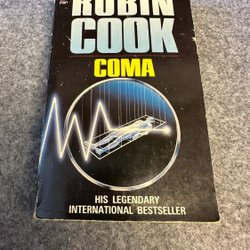 ROBIN
COOK
COMA
HIS LEGENDARY
INTERNATIONAL BESTSELLER